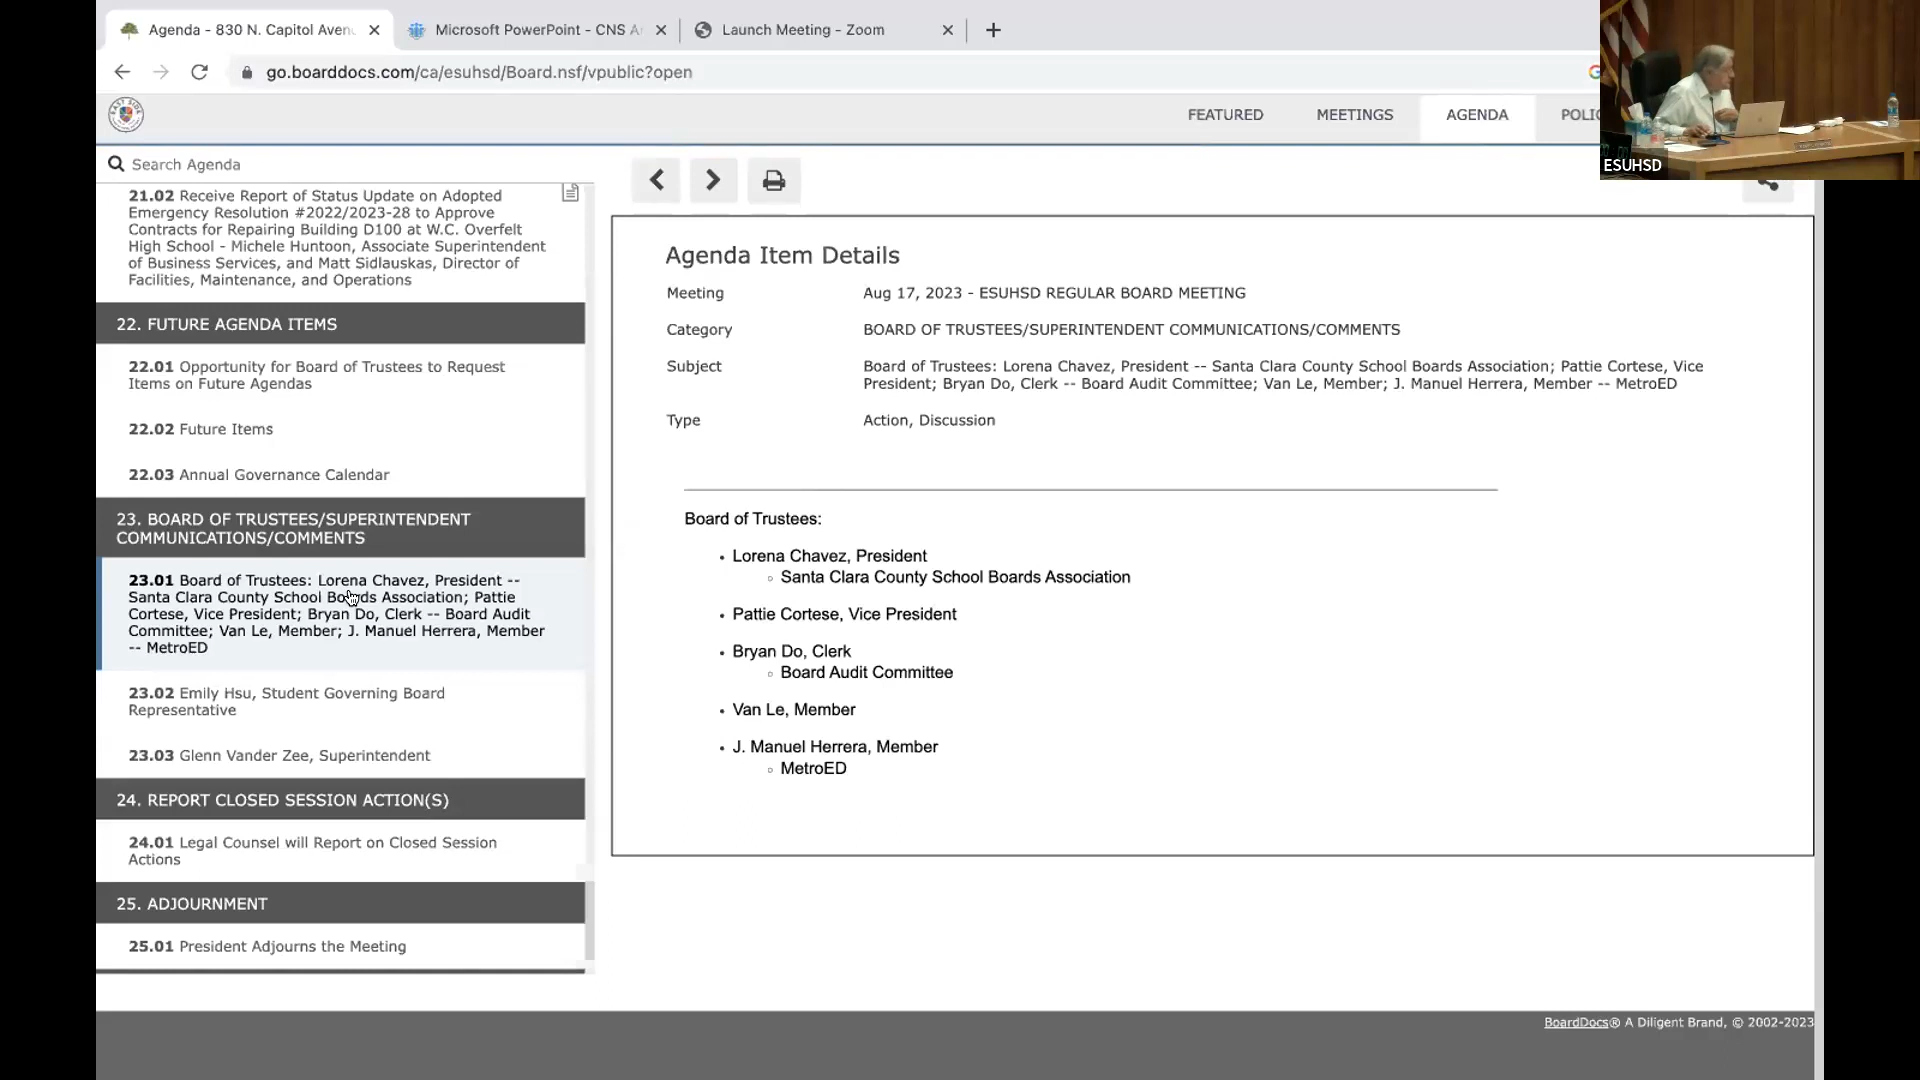 Agenda - 830 N. Capitol Aven
Microsoft PowerPoint - CNS A
Launch Meeting - Zoom
go.boarddocs.com/ca/esuhsd/Board.nsf/vpublic?open
FEATURED
MEETINGS
AGENDA
POLIC
ESUHSD
Search Agenda
21.02 Receive Report of Status Update on Adopted
Emergency Resolution #2022/2023-28 to Approve
Contracts for Repairing Building D100 at W.C. Overfelt
High School - Michele Huntoon, Associate Superintendent
of Business Services, and Matt Sidlauskas, Director of
Facilities, Maintenance, and Operations
22. FUTURE AGENDA ITEMS
22.01 Opportunity for Board of Trustees to Request
Items on Future Agendas
22.02 Future Items
22.03 Annual Governance Calendar
23. BOARD OF TRUSTEES/SUPERINTENDENT
COMMUNICATIONS/COMMENTS
23.01 Board of Trustees: Lorena Chavez, President --
Santa Clara County School Boards Association; Pattie
Cortese, Vice President; Bryan Do, Clerk -- Board Audit
Committee; Van Le, Member; J. Manuel Herrera, Member
-- MetroED
23.02 Emily Hsu, Student Governing Board
Representative
23.03 Glenn Vander Zee, Superintendent
24. REPORT CLOSED SESSION ACTION(S)
24.01 Legal Counsel will Report on Closed Session
Actions
25. ADJOURNMENT
25.01 President Adjourns the Meeting
Agenda Item Details
Meeting Aug 17, 2023 - ESUHSD REGULAR BOARD MEETING
Category BOARD OF TRUSTEES/SUPERINTENDENT COMMUNICATIONS/COMMENTS
Subject Board of Trustees: Lorena Chavez, President -- Santa Clara County School Boards Association; Pattie Cortese, Vice
President; Bryan Do, Clerk -- Board Audit Committee; Van Le, Member; J. Manuel Herrera, Member -- MetroED
Type Action, Discussion
Board of Trustees:
Lorena Chavez, President
Santa Clara County School Boards Association
Pattie Cortese, Vice President
Bryan Do, Clerk
Board Audit Committee
Van Le, Member
J. Manuel Herrera, Member
MetroED
BoardDocs® A Diligent Brand, © 2002-2023